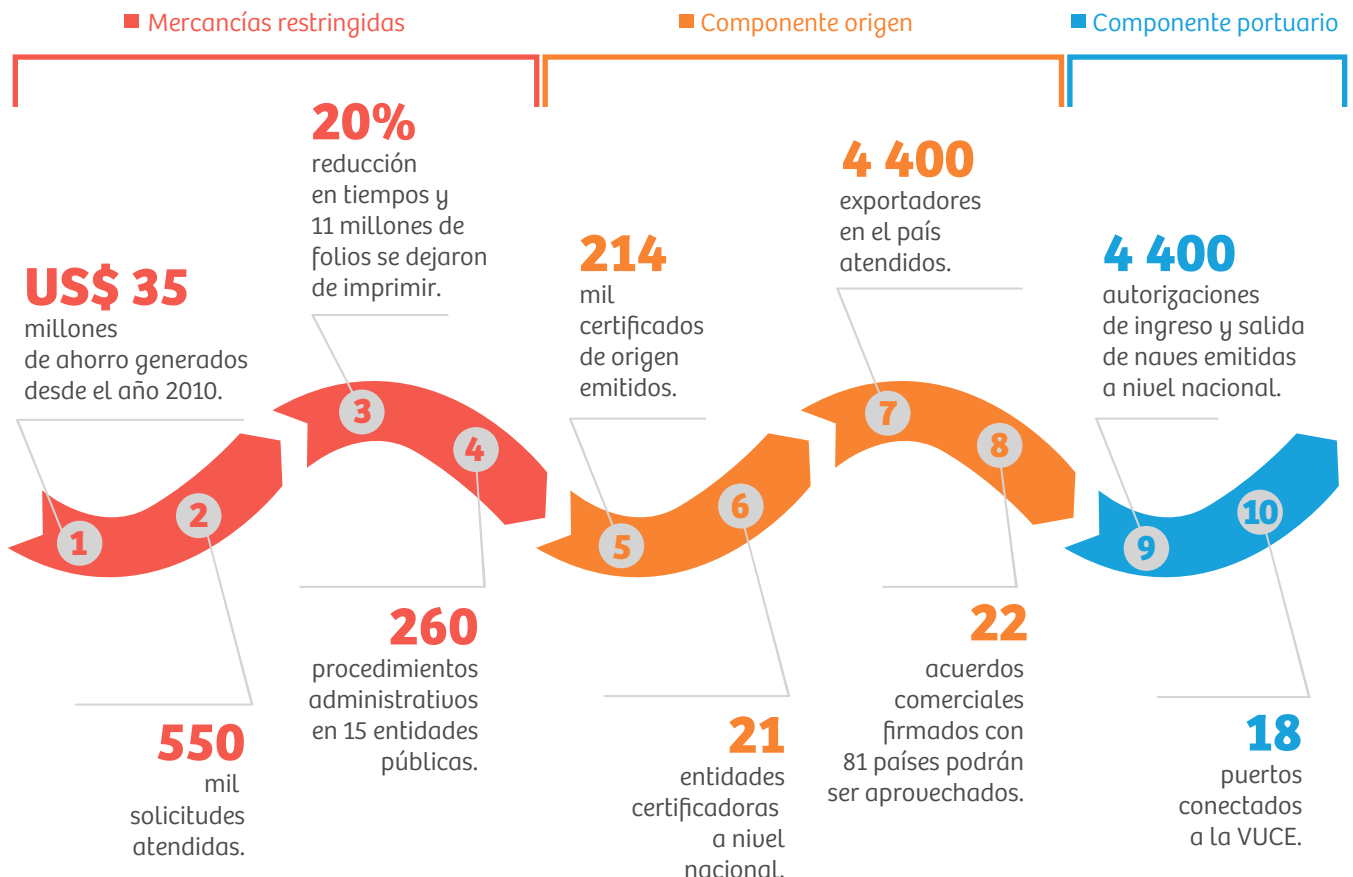 Mercancías restringidas
Componente origen
Componente portuario
US$ 35
millones
de ahorro generados
desde el año 2010.
1
2
550
mil
solicitudes
atendidas.
20%
reducción
en tiempos y
11 millones de
folios se dejaron
de imprimir.
3
4
260
procedimientos
administrativos
en 15 entidades
públicas.
214
mil
certificados
de origen
emitidos.
5
6
21
entidades
certificadoras
a nivel
nacional.
4 400
exportadores
en el país
atendidos.
7
8
22
acuerdos
comerciales
firmados con
81 países podrán
ser aprovechados.
4 400
autorizaciones
de ingreso y salida
de naves emitidas
a nivel nacional.
9
10
18
puertos
conectados
a la VUCE.